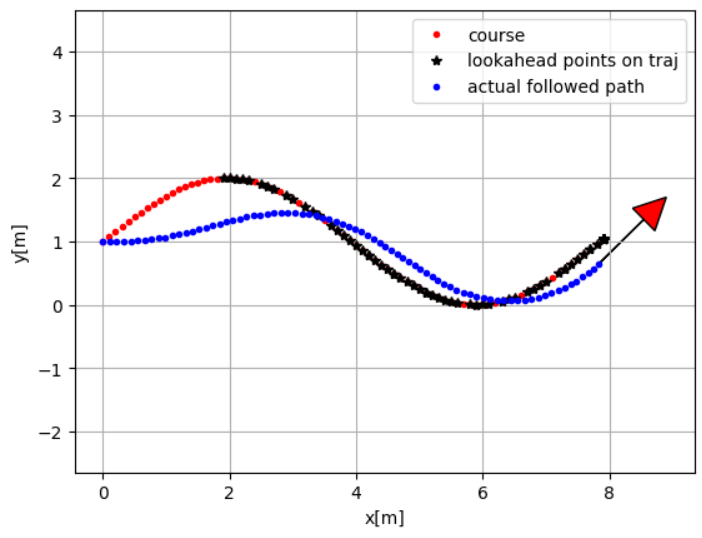 course
lookahead points on traj
actual followed path
4
3
2
1
0
−1
−2
y[m]
0 2 4 6 8
x[m]